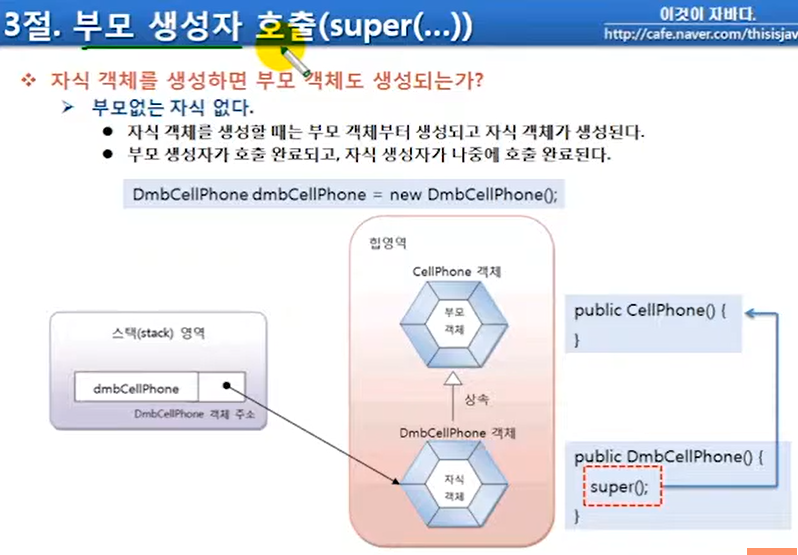 3절. 부모 생성자 호출(super(…))
이것이 자바다.
http://cafe.naver.com/thisisjav
❖ 자식 객체를 생성하면 부모 객체도 생성되는가?
➢ 부모없는 자식 없다.
● 자식 객체를 생성할 때는 부모 객체부터 생성되고 자식 객체가 생성된다.
● 부모 생성자가 호출 완료되고, 자식 생성자가 나중에 호출 완료된다.
DmbCellPhone dmbCellPhone = new DmbCellPhone();
힙영역
CellPhone 객체
부모
객체
public CellPhone() {
}
스택(stack) 영역
dmbCellPhone
DmbCellPhone 객체 주소
상속
DmbCellPhone 객체
자식
객체
public DmbCellPhone() {
super();
}